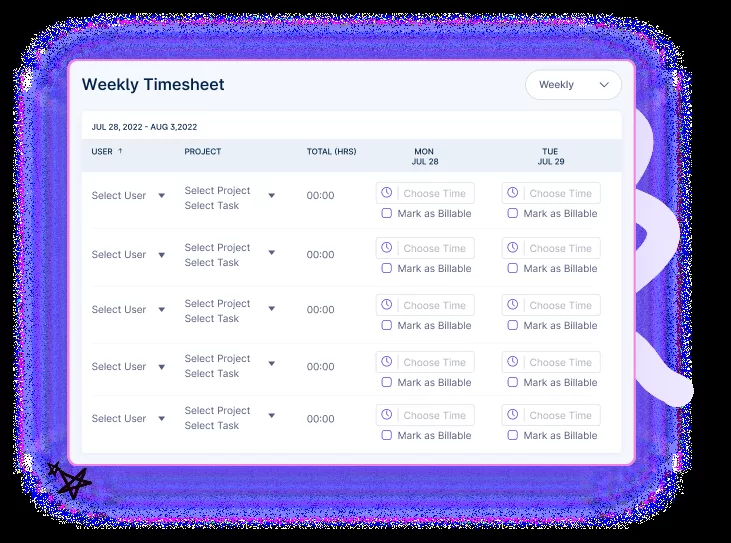 Weekly Timesheet
Weekly
JUL 28, 2022 - AUG 3,2022
USER ↑ PROJECT TOTAL (HRS) MON TUE
JUL 28 JUL 29
Select User Select Project 00:00 Choose Time Choose Time
Select Task Mark as Billable Mark as Billable
Select User Select Project 00:00 Choose Time Choose Time
Select Task Mark as Billable Mark as Billable
Select User Select Project 00:00 Choose Time Choose Time
Select Task Mark as Billable Mark as Billable
Select User Select Project 00:00 Choose Time Choose Time
Select Task Mark as Billable Mark as Billable
Select User Select Project 00:00 Choose Time Choose Time
Select Task Mark as Billable Mark as Billable